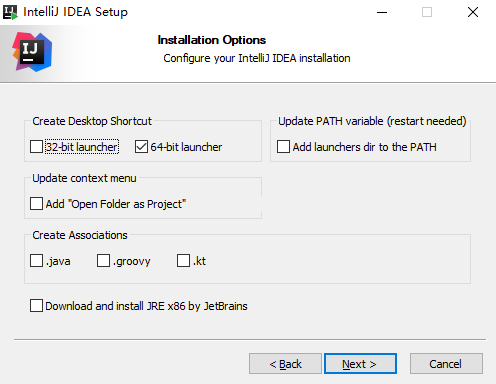 IntelliJ IDEA Setup
IJ
Installation Options
Configure your IntelliJ IDEA installation
Create Desktop Shortcut
32-bit launcher 64-bit launcher
Update PATH variable (restart needed)
Add launchers dir to the PATH
Update context menu
Add "Open Folder as Project"
Create Associations
.java .groovy .kt
Download and install JRE x86 by JetBrains
< Back Next > Cancel